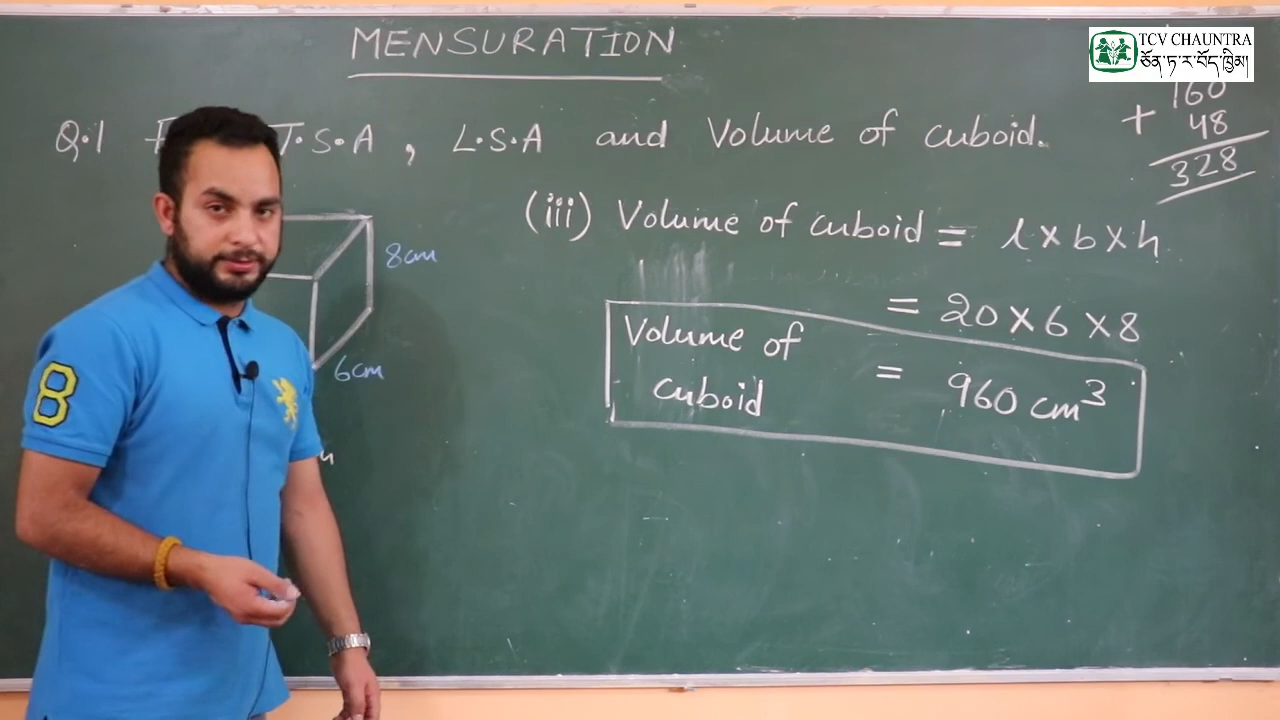 MENSURATION
TCV CHAUNTRA
ཅོན་ཏ་ར་བོད་ཁྱིམ།
160
+ 48
328
Q.1 T.S.A , L.S.A and Volume of cuboid.
(iii) Volume of cuboid = l × b × h
8cm
= 20 × 6 × 8
Volume of cuboid = 960 cm³
6cm
8